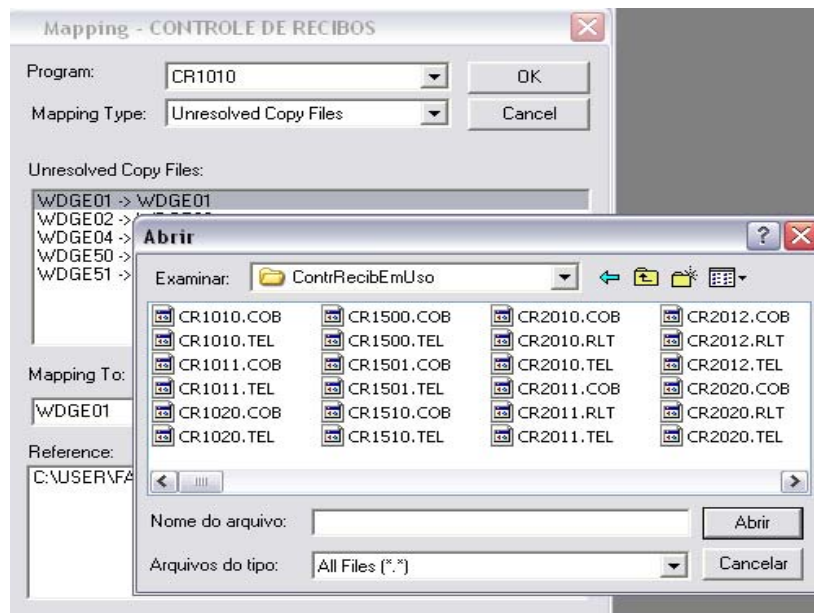 Mapping - CONTROLE DE RECIBOS
Program: CR1010 OK
Mapping Type: Unresolved Copy Files Cancel
Unresolved Copy Files:
WDGE01 -> WDGE01
WDGE02 ->
WDGE04 ->
WDGE50 ->
WDGE51 ->
Mapping To:
WDGE01
Reference:
C:\USER\FA
Abrir
Examinar: ContrRecibEmUso
CR1010.COB CR1500.COB CR2010.COB CR2012.COB
CR1010.TEL CR1500.TEL CR2010.RLT CR2012.RLT
CR1011.COB CR1501.COB CR2010.TEL CR2012.TEL
CR1011.TEL CR1501.TEL CR2011.COB CR2020.COB
CR1020.COB CR1510.COB CR2011.RLT CR2020.RLT
CR1020.TEL CR1510.TEL CR2011.TEL CR2020.TEL
Nome do arquivo: Abrir
Arquivos do tipo: All Files (*.*) Cancelar